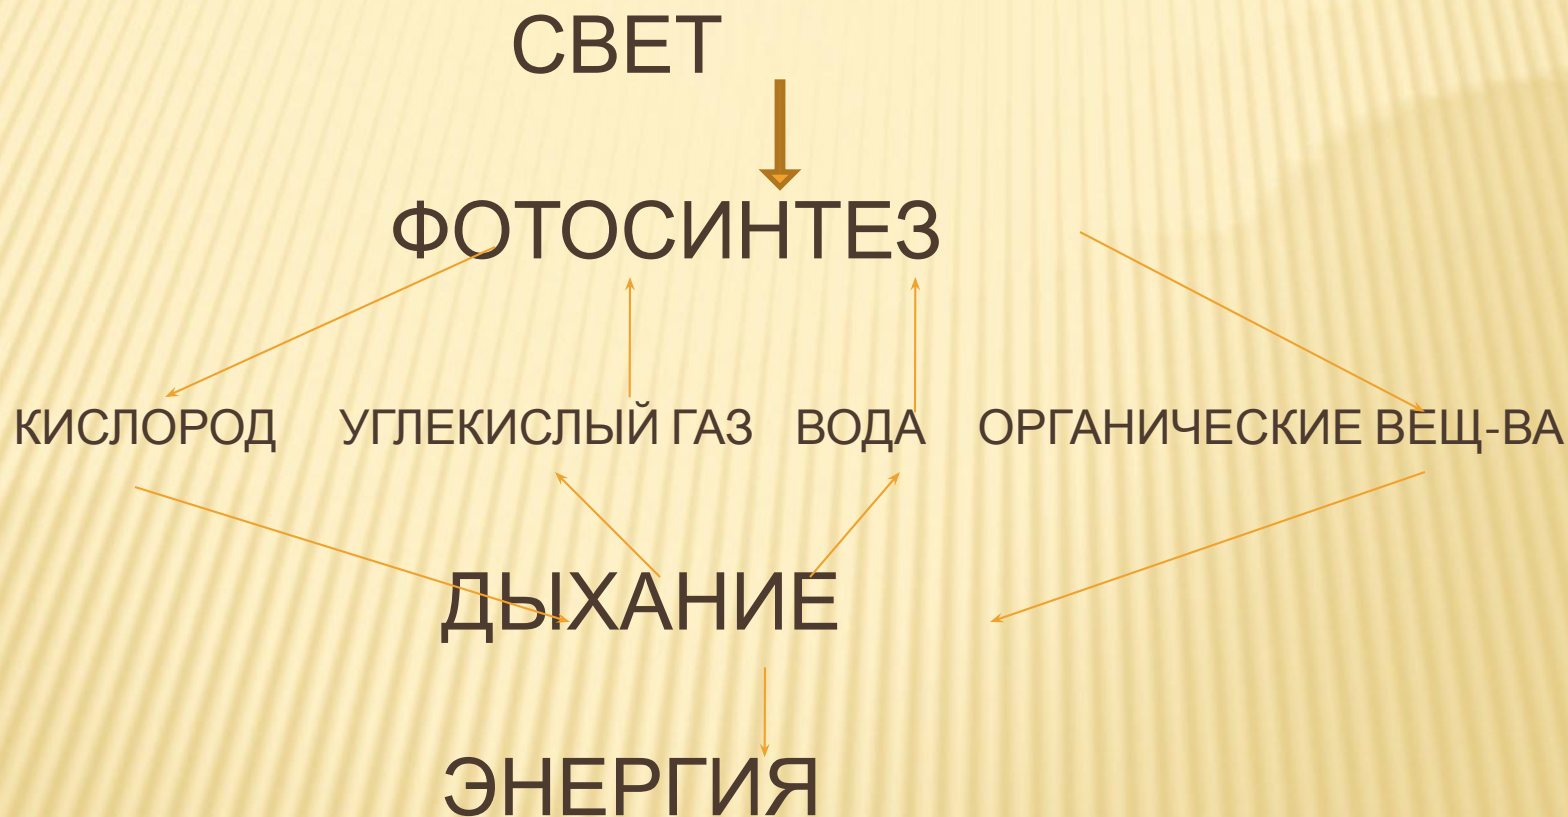 СВЕТ
ФОТОСИНТЕЗ
КИСЛОРОД УГЛЕКИСЛЫЙ ГАЗ ВОДА ОРГАНИЧЕСКИЕ ВЕЩ-ВА
ДЫХАНИЕ
ЭНЕРГИЯ